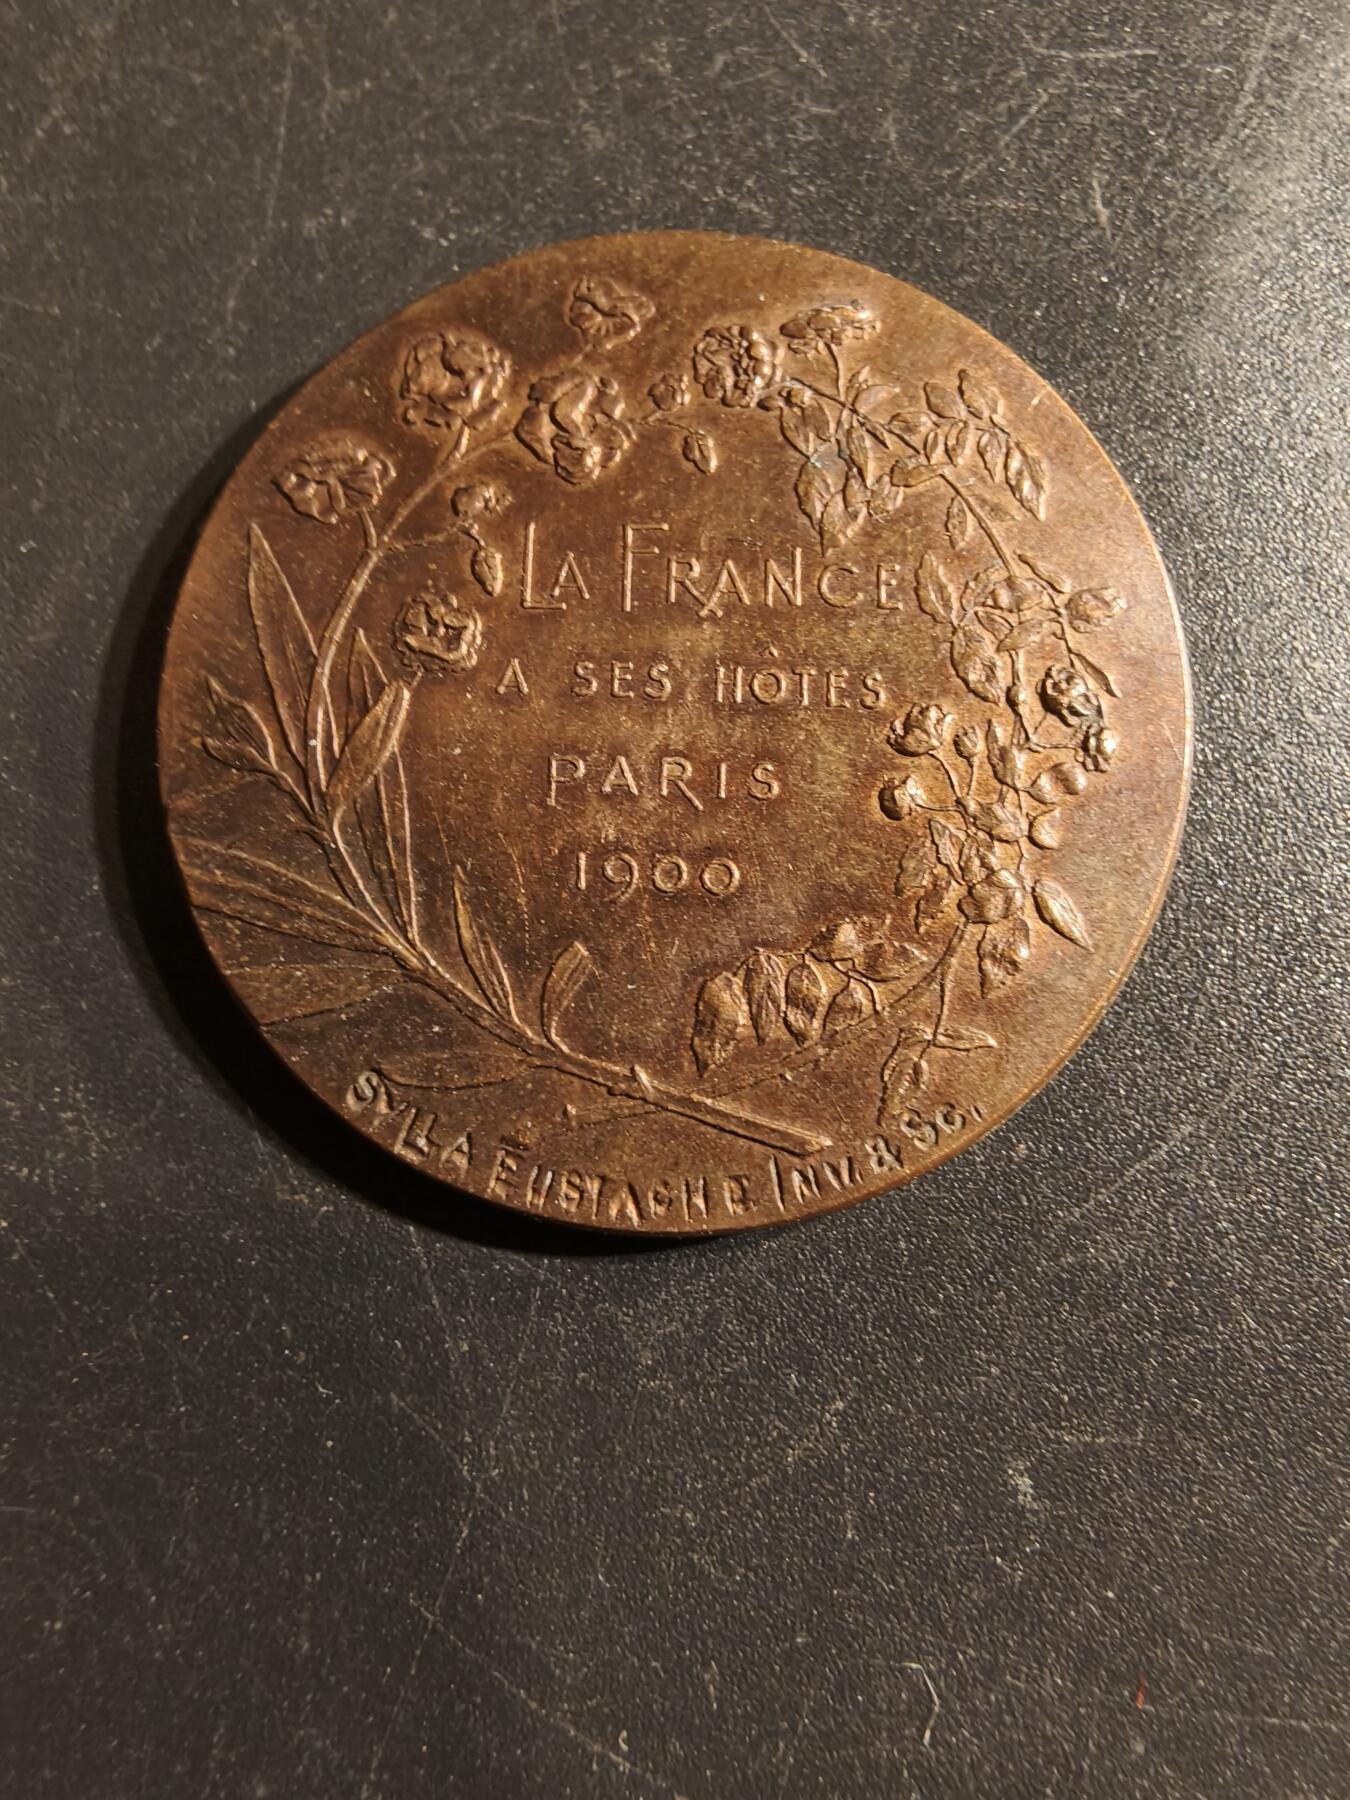 LA FRANCE
A SES HÔTES
PARIS
1900
SYLLA EUSTACHE INV. & SC.